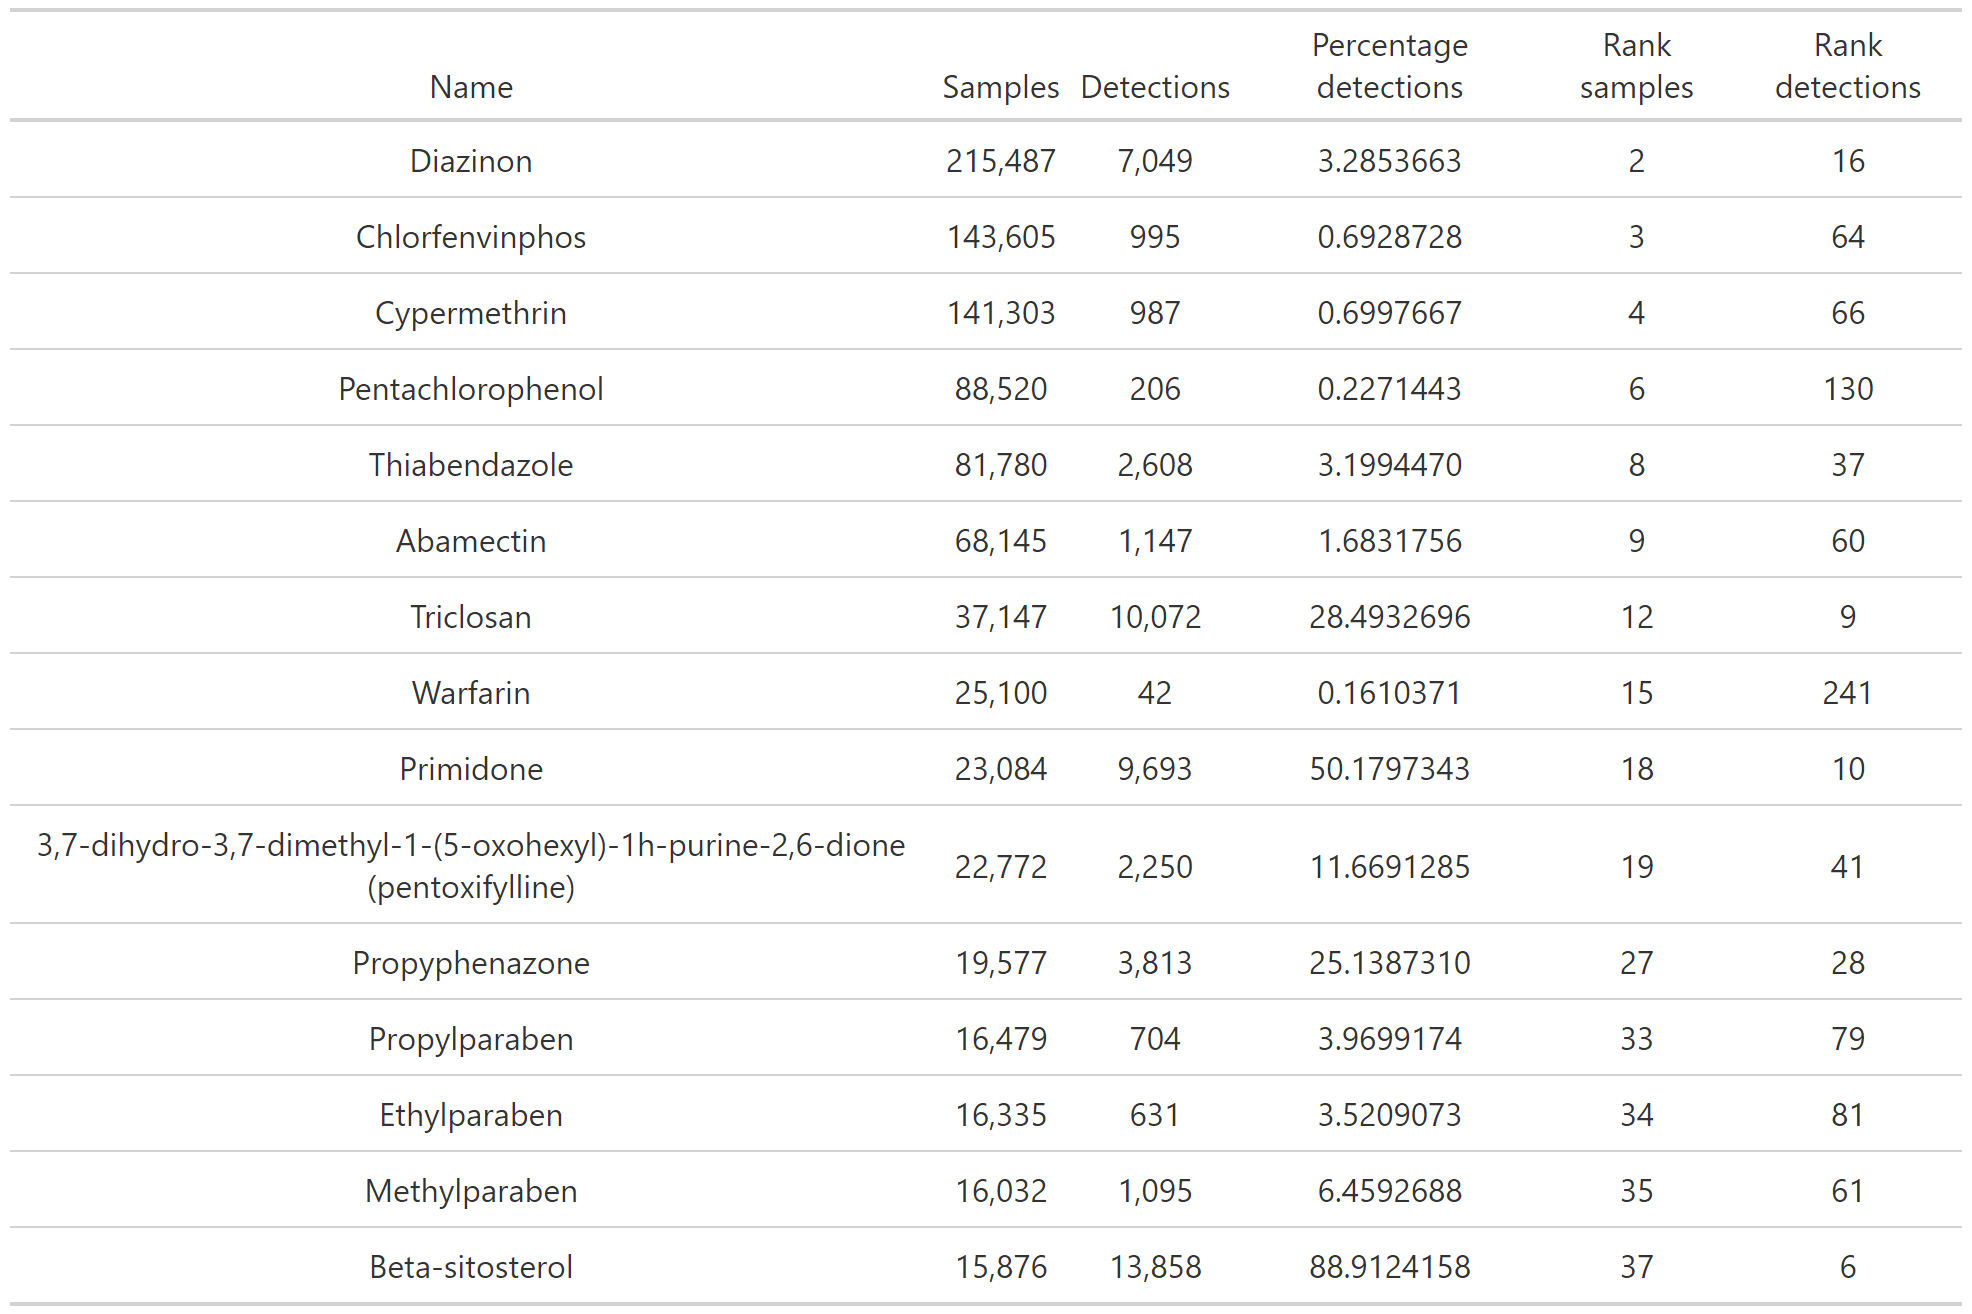 Name Samples Detections Percentage detections Rank samples Rank detections
Diazinon 215,487 7,049 3.2853663 2 16
Chlorfenvinphos 143,605 995 0.6928728 3 64
Cypermethrin 141,303 987 0.6997667 4 66
Pentachlorophenol 88,520 206 0.2271443 6 130
Thiabendazole 81,780 2,608 3.1994470 8 37
Abamectin 68,145 1,147 1.6831756 9 60
Triclosan 37,147 10,072 28.4932696 12 9
Warfarin 25,100 42 0.1610371 15 241
Primidone 23,084 9,693 50.1797343 18 10
3,7-dihydro-3,7-dimethyl-1-(5-oxohexyl)-1h-purine-2,6-dione
(pentoxifylline) 22,772 2,250 11.6691285 19 41
Propyphenazone 19,577 3,813 25.1387310 27 28
Propylparaben 16,479 704 3.9699174 33 79
Ethylparaben 16,335 631 3.5209073 34 81
Methylparaben 16,032 1,095 6.4592688 35 61
Beta-sitosterol 15,876 13,858 88.9124158 37 6